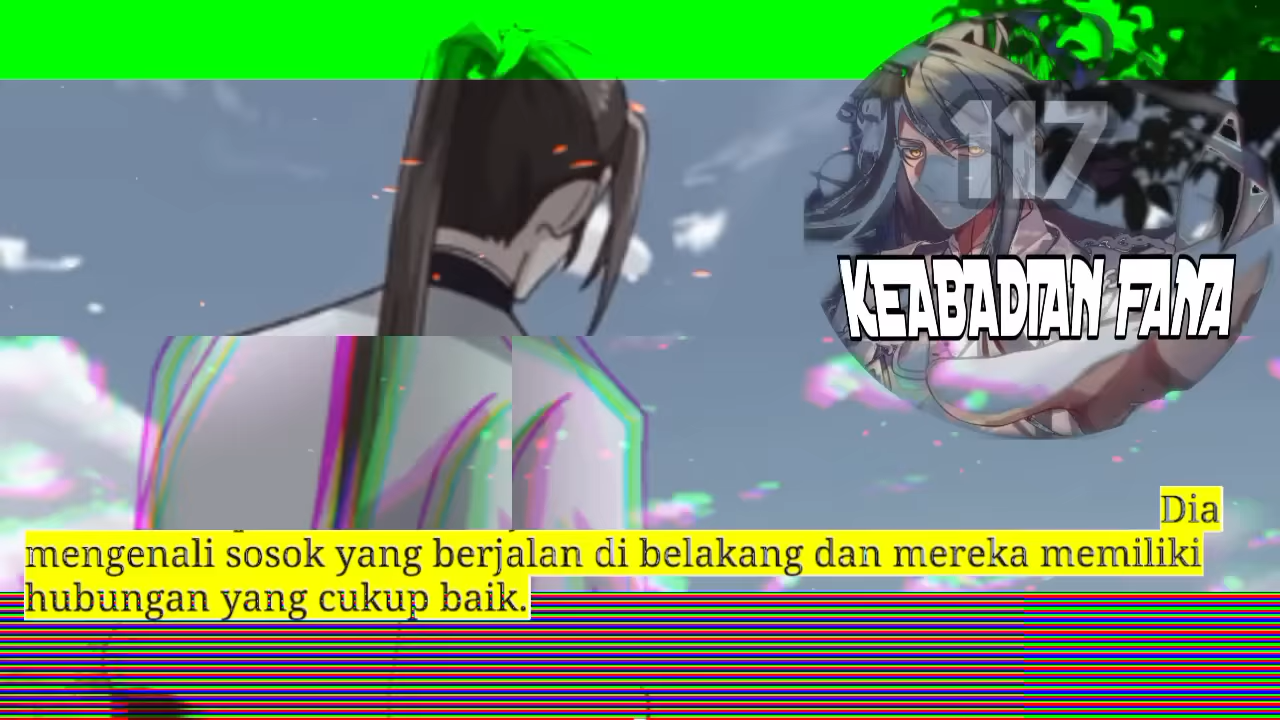 117
KEABADIAN FANA
Dia
mengenali sosok yang berjalan di belakang dan mereka memiliki
hubungan yang cukup baik.